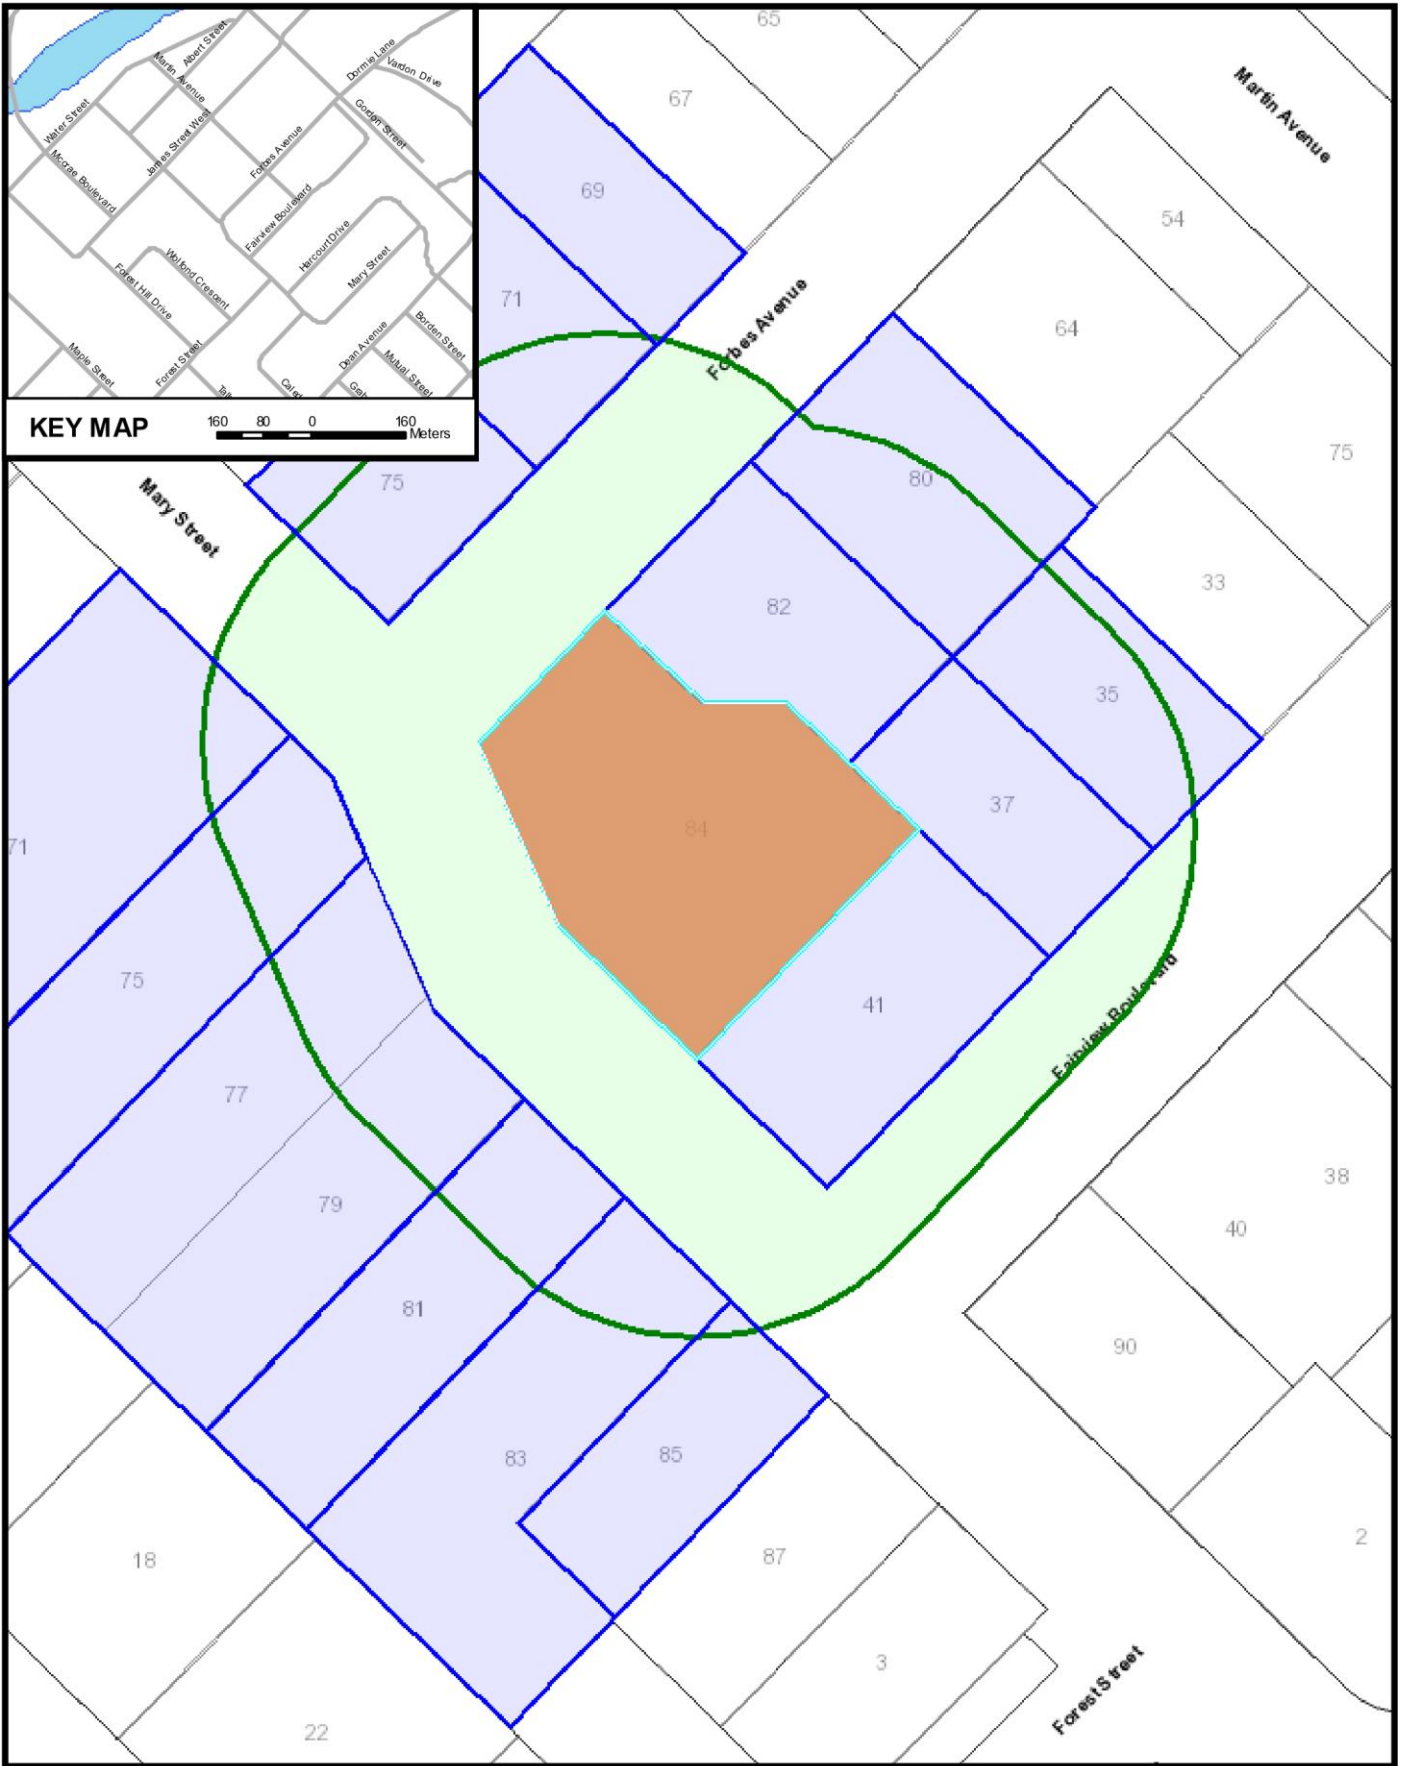 Albert Street
Martin Avenue
Dormie Lane
Vardon Drive
Water Street
James Street West
Gordon Street
Forbes Avenue
Mccrae Boulevard
Fairview Boulevard
Harcourt Drive
Wolfond Crescent
Mary Street
Forest Hill Drive
Borden Street
Dean Avenue
Mutual Street
Maple Street
Forest Street
KEY MAP
160 80 0 160
Meters
65
67
Martin Avenue
69
54
71
Forbes Avenue
64
75
75
80
Mary Street
33
82
35
37
84
71
75
41
Fairview Boulevard
77
38
79
40
81
90
83
85
2
87
18
3
Forest Street
22